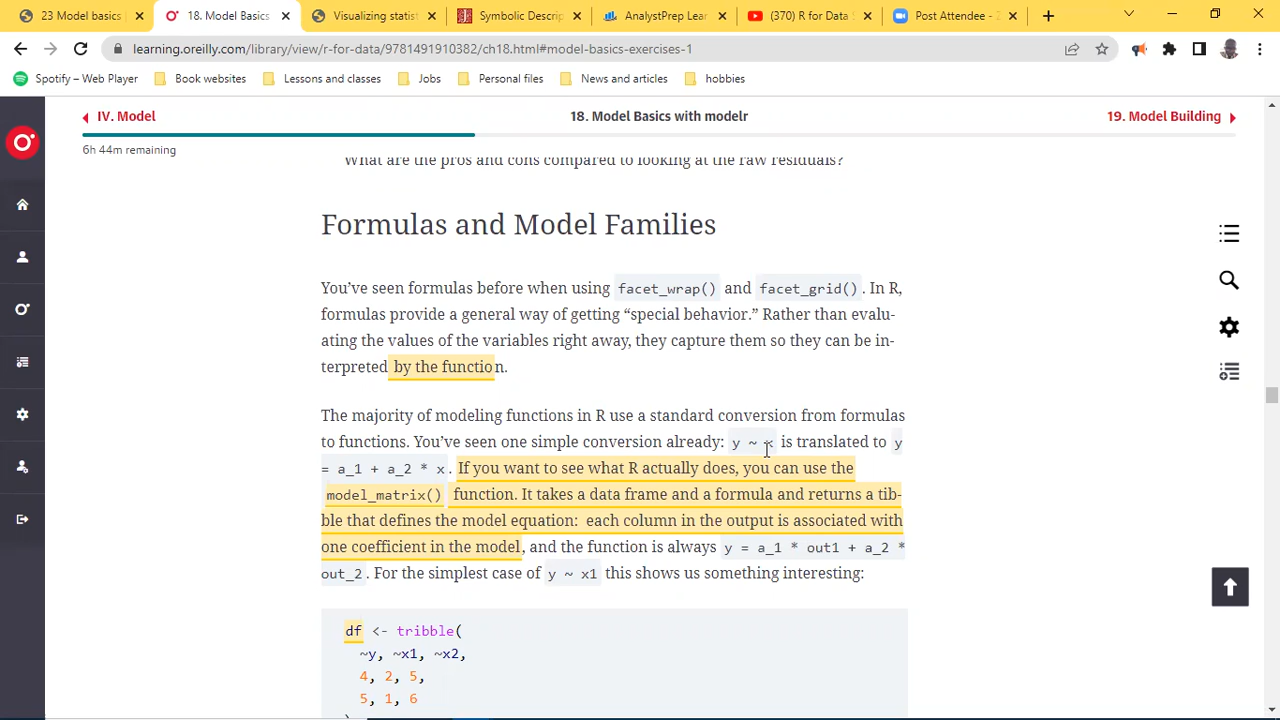 23 Model basics
18. Model Basics
Visualizing statist
Symbolic Descrip
AnalystPrep Lear
(370) R for Data S
Post Attendee - Z
learning.oreilly.com/library/view/r-for-data/9781491910382/ch18.html#model-basics-exercises-1
Spotify – Web Player
Book websites
Lessons and classes
Jobs
Personal files
News and articles
hobbies
IV. Model
18. Model Basics with modelr
19. Model Building
6h 44m remaining
What are the pros and cons compared to looking at the raw residuals?
Formulas and Model Families
You’ve seen formulas before when using facet_wrap() and facet_grid(). In R,
formulas provide a general way of getting “special behavior.” Rather than evalu-
ating the values of the variables right away, they capture them so they can be in-
terpreted by the function.
The majority of modeling functions in R use a standard conversion from formulas
to functions. You’ve seen one simple conversion already: y ~ x is translated to y
= a_1 + a_2 * x. If you want to see what R actually does, you can use the
model_matrix() function. It takes a data frame and a formula and returns a tib-
ble that defines the model equation: each column in the output is associated with
one coefficient in the model, and the function is always y = a_1 * out1 + a_2 *
out_2. For the simplest case of y ~ x1 this shows us something interesting:
df <- tribble(
~y, ~x1, ~x2,
4, 2, 5,
5, 1, 6
)